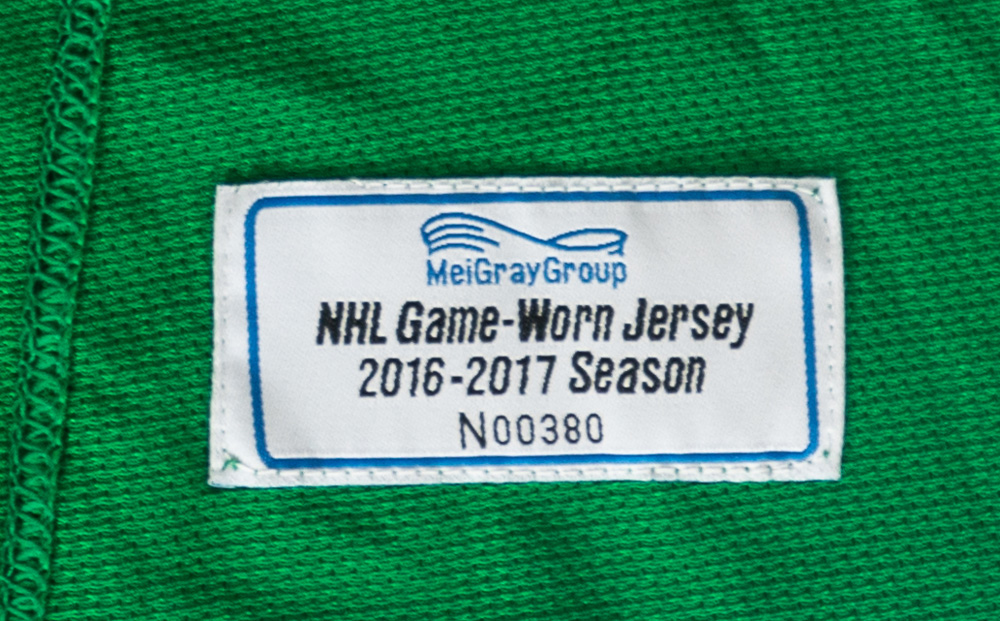 MeiGrayGroup
NHL Game-Worn Jersey
2016-2017 Season
N00380